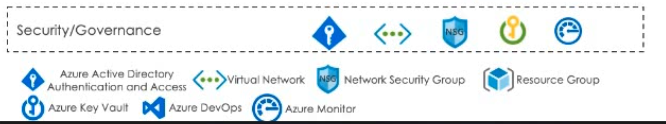 Security/Governance
NSG
Azure Active Directory
Authentication and Access
Virtual Network
NSG
Network Security Group
Resource Group
Azure Key Vault
Azure DevOps
Azure Monitor